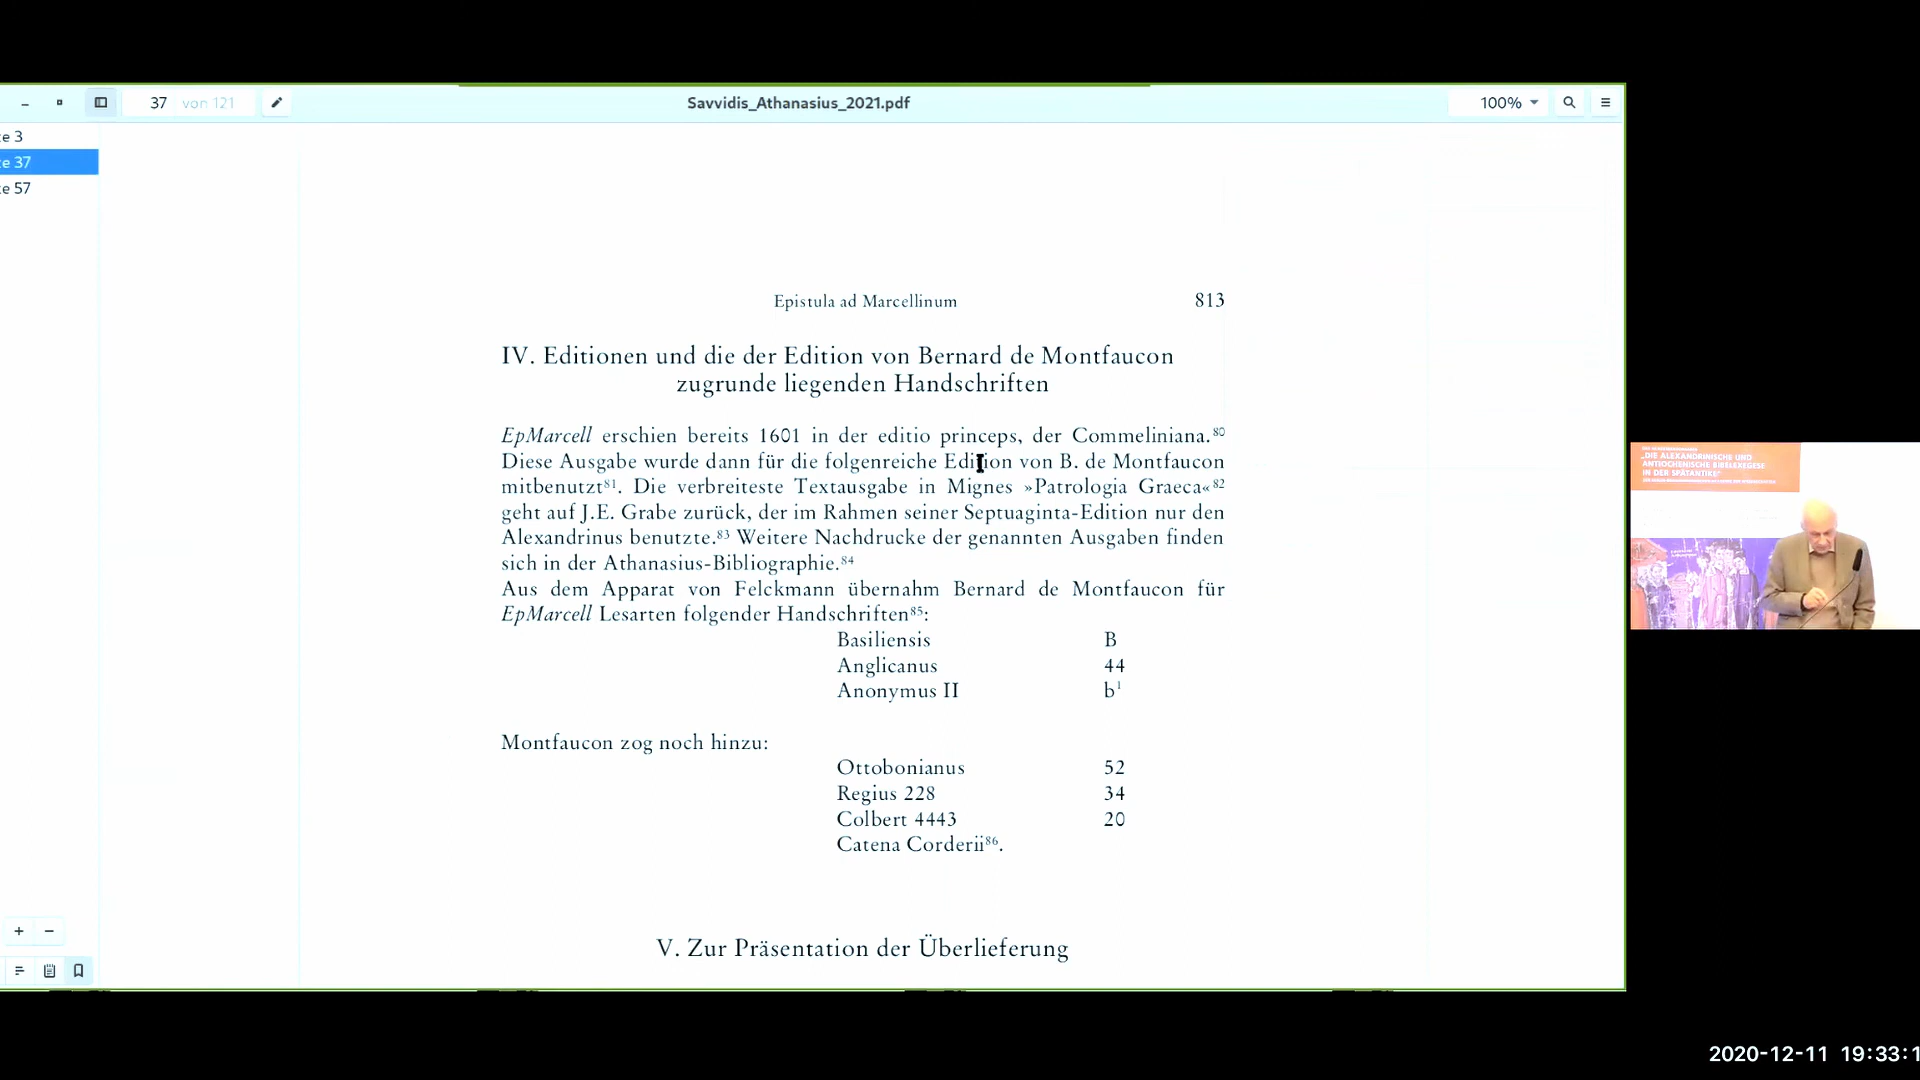 37 von 121
Savvidis_Athanasius_2021.pdf
100%
te 3
te 37
te 57
Epistula ad Marcellinum 813
IV. Editionen und die der Edition von Bernard de Montfaucon
zugrunde liegenden Handschriften
EpMarcell erschien bereits 1601 in der editio princeps, der Commeliniana.⁸⁰
Diese Ausgabe wurde dann für die folgenreiche Edition von B. de Montfaucon
mitbenutzt⁸¹. Die verbreiteste Textausgabe in Mignes »Patrologia Graeca«⁸²
geht auf J.E. Grabe zurück, der im Rahmen seiner Septuaginta-Edition nur den
Alexandrinus benutzte.⁸³ Weitere Nachdrucke der genannten Ausgaben finden
sich in der Athanasius-Bibliographie.⁸⁴
Aus dem Apparat von Felckmann übernahm Bernard de Montfaucon für
EpMarcell Lesarten folgender Handschriften⁸⁵:
Basiliensis B
Anglicanus 44
Anonymus II b¹
Montfaucon zog noch hinzu:
Ottobonianus 52
Regius 228 34
Colbert 4443 20
Catena Corderii⁸⁶.
V. Zur Präsentation der Überlieferung
„DIE ALEXANDRINISCHE UND
ANTIOCHENISCHE BIBELEXEGESE
IN DER SPÄTANTIKE"
2020-12-11 19:33:1